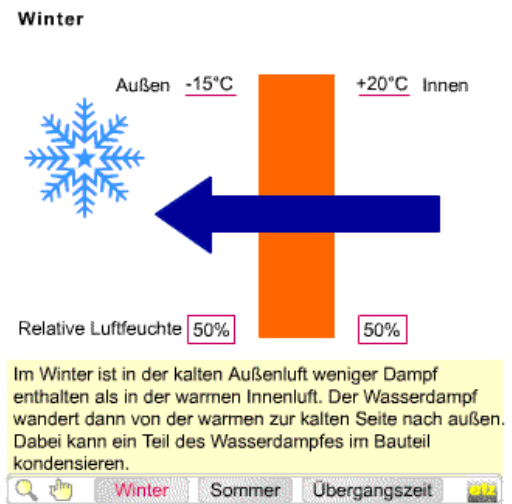 Winter
Außen -15°C +20°C Innen
Relative Luftfeuchte 50% 50%
Im Winter ist in der kalten Außenluft weniger Dampf
enthalten als in der warmen Innenluft. Der Wasserdampf
wandert dann von der warmen zur kalten Seite nach außen.
Dabei kann ein Teil des Wasserdampfes im Bauteil
kondensieren.
Winter Sommer Übergangszeit